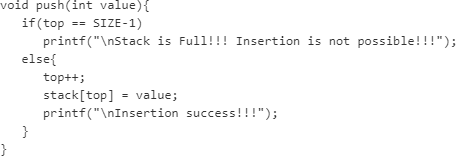 void push(int value){
   if(top == SIZE-1)
      printf("\nStack is Full!!! Insertion is not possible!!!");
   else{
      top++;
      stack[top] = value;
      printf("\nInsertion success!!!");
   }
}